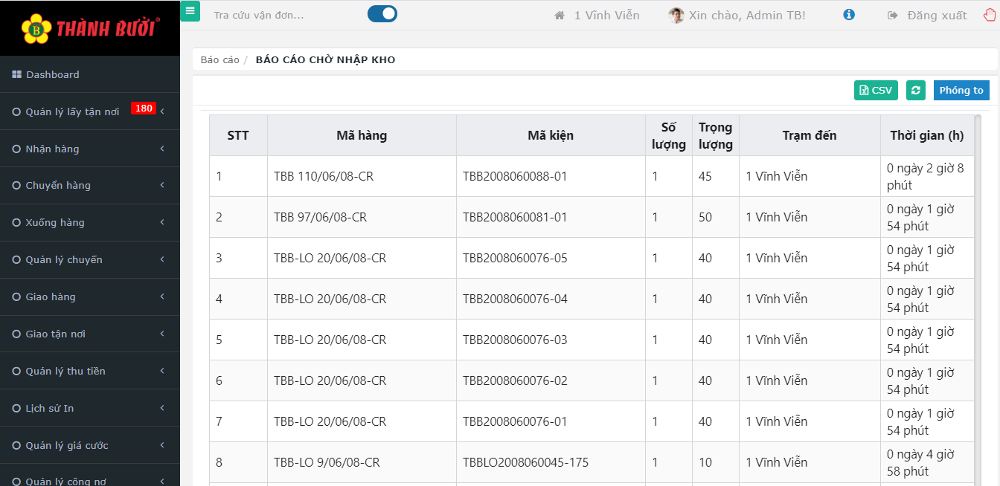 THÀNH BƯỞI®
Tra cứu vận đơn...
1 Vĩnh Viễn
Xin chào, Admin TB!
Đăng xuất
Dashboard
Quản lý lấy tận nơi 180
Nhận hàng
Chuyển hàng
Xuống hàng
Quản lý chuyến
Giao hàng
Giao tận nơi
Quản lý thu tiền
Lịch sử In
Quản lý giá cước
Quản lý công nợ
Báo cáo / BÁO CÁO CHỜ NHẬP KHO
CSV
Phóng to
STT Mã hàng Mã kiện Số lượng Trọng lượng Trạm đến Thời gian (h)
1 TBB 110/06/08-CR TBB2008060088-01 1 45 1 Vĩnh Viễn 0 ngày 2 giờ 8 phút
2 TBB 97/06/08-CR TBB2008060081-01 1 50 1 Vĩnh Viễn 0 ngày 1 giờ 54 phút
3 TBB-LO 20/06/08-CR TBB2008060076-05 1 40 1 Vĩnh Viễn 0 ngày 1 giờ 54 phút
4 TBB-LO 20/06/08-CR TBB2008060076-04 1 40 1 Vĩnh Viễn 0 ngày 1 giờ 54 phút
5 TBB-LO 20/06/08-CR TBB2008060076-03 1 40 1 Vĩnh Viễn 0 ngày 1 giờ 54 phút
6 TBB-LO 20/06/08-CR TBB2008060076-02 1 40 1 Vĩnh Viễn 0 ngày 1 giờ 54 phút
7 TBB-LO 20/06/08-CR TBB2008060076-01 1 40 1 Vĩnh Viễn 0 ngày 1 giờ 54 phút
8 TBB-LO 9/06/08-CR TBBLO2008060045-175 1 10 1 Vĩnh Viễn 0 ngày 4 giờ 58 phút